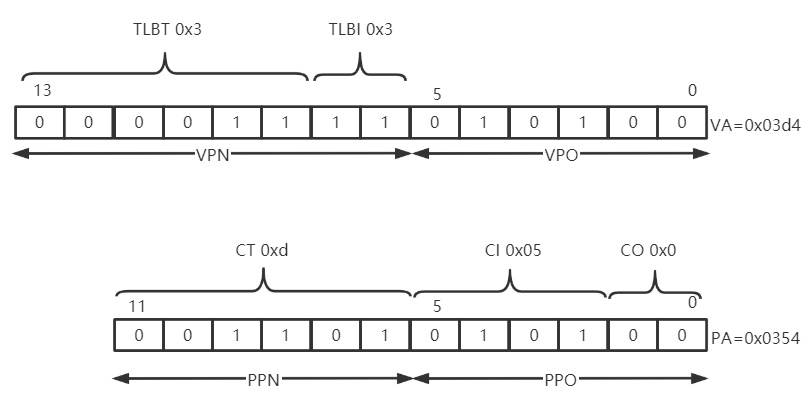 TLBT 0x3 TLBI 0x3
13 5 0
0 0 0 0 1 1 1 1 0 1 0 1 0 0 VA=0x03d4
VPN VPO
CT 0xd CI 0x05 CO 0x0
11 5 0
0 0 1 1 0 1 0 1 0 1 0 0 PA=0x0354
PPN PPO